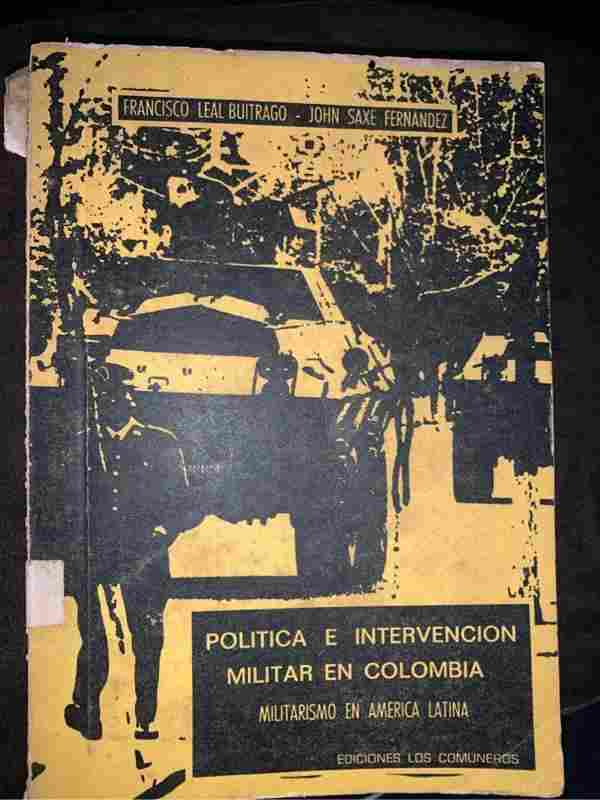 FRANCISCO LEAL BUITRAGO - JOHN SAXE FERNANDEZ
POLITICA E INTERVENCION
MILITAR EN COLOMBIA
MILITARISMO EN AMERICA LATINA
EDICIONES LOS COMUNEROS